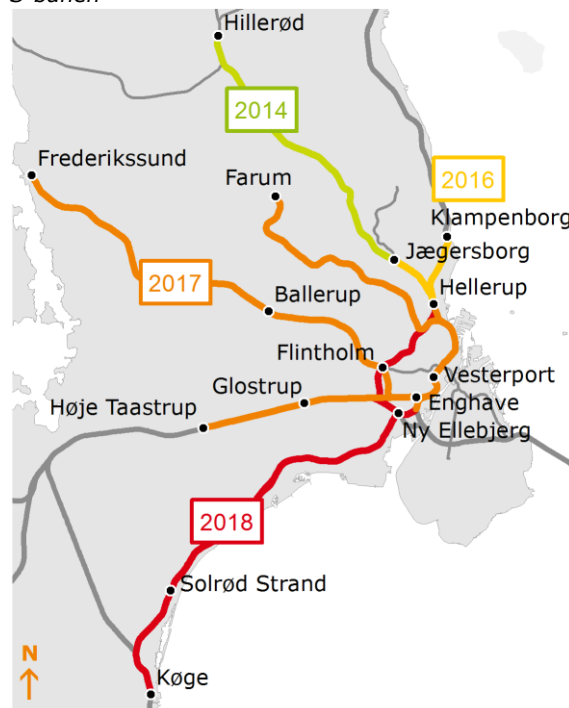 Hillerød
2014
Frederikssund
Farum
2016
Klampenborg
Jægersborg
2017
Ballerup
Hellerup
Flintholm
Vesterport
Glostrup
Enghave
Høje Taastrup
Ny Ellebjerg
2018
Solrød Strand
N
Køge